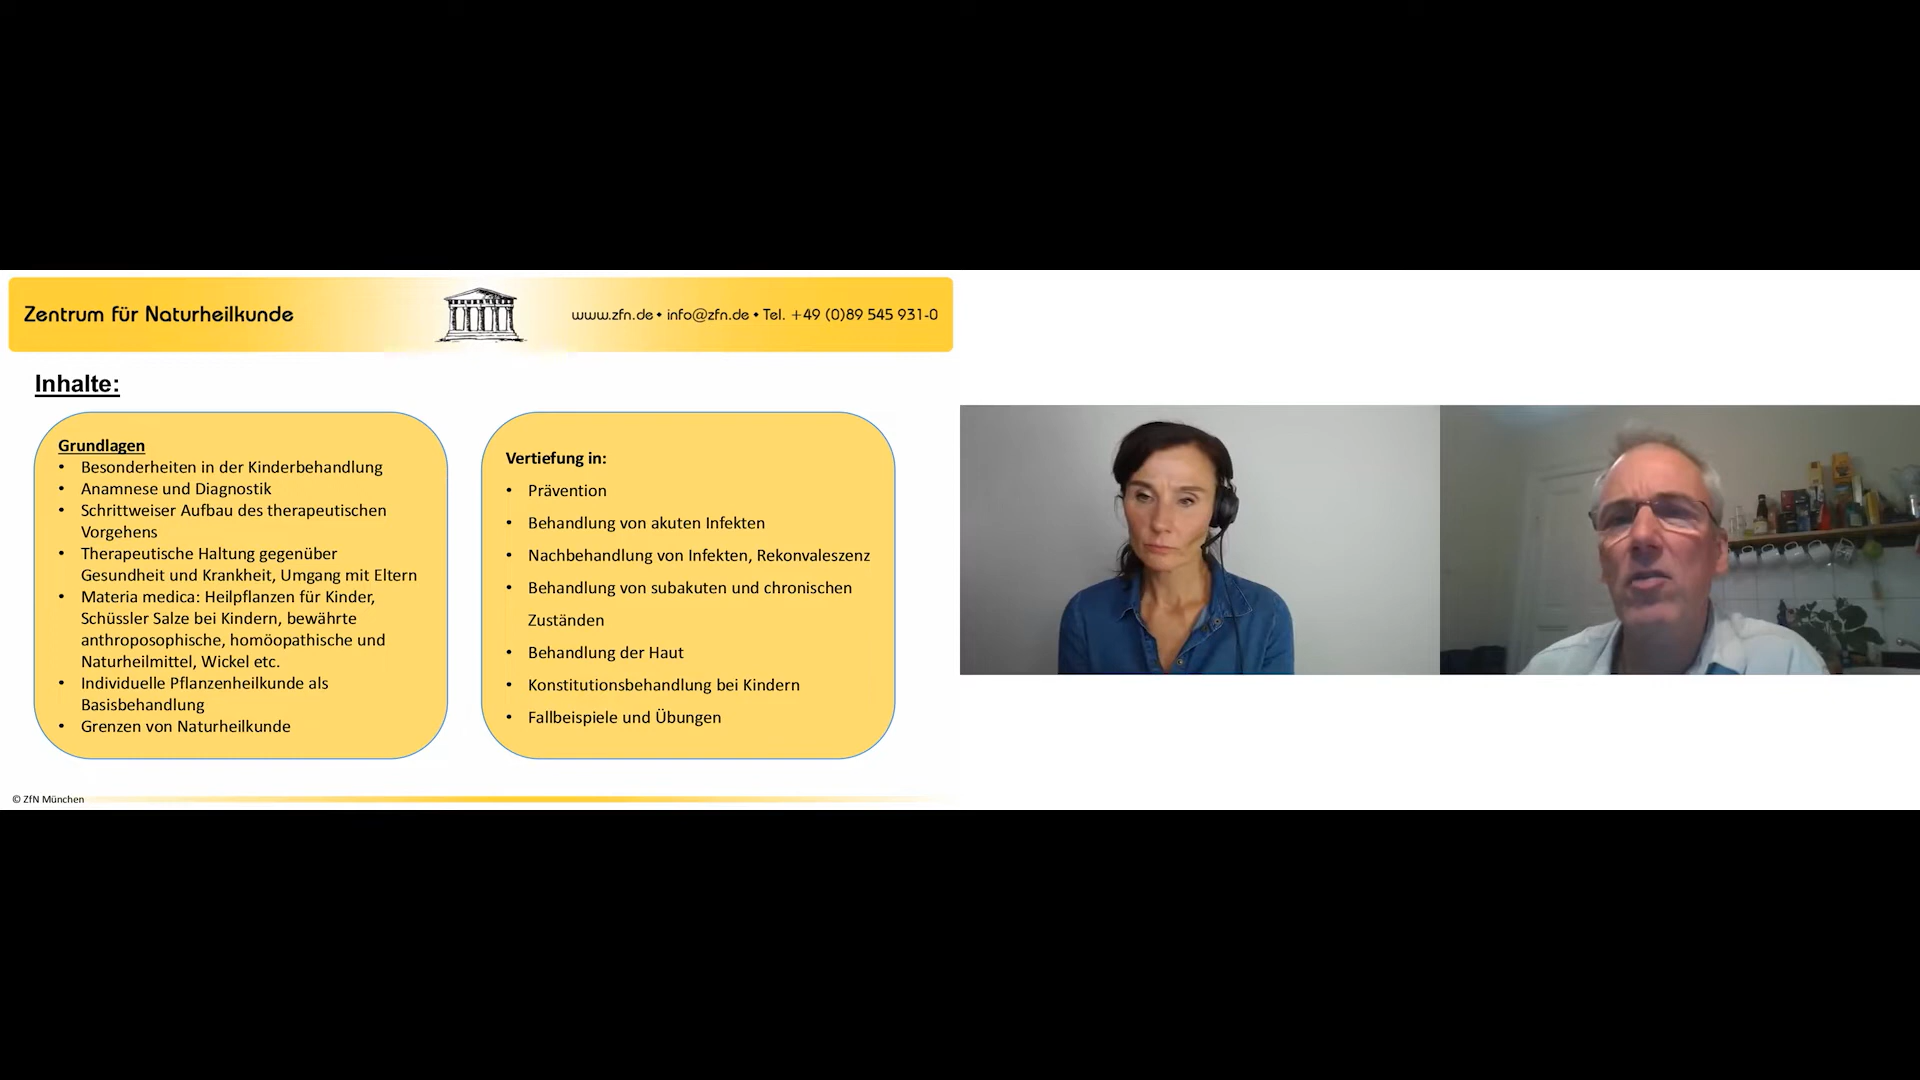 Zentrum für Naturheilkunde
www.zfn.de • info@zfn.de • Tel. +49 (0)89 545 931-0
Inhalte:
Grundlagen
• Besonderheiten in der Kinderbehandlung
• Anamnese und Diagnostik
• Schrittweiser Aufbau des therapeutischen
Vorgehens
• Therapeutische Haltung gegenüber
Gesundheit und Krankheit, Umgang mit Eltern
• Materia medica: Heilpflanzen für Kinder,
Schüssler Salze bei Kindern, bewährte
anthroposophische, homöopathische und
Naturheilmittel, Wickel etc.
• Individuelle Pflanzenheilkunde als
Basisbehandlung
• Grenzen von Naturheilkunde
Vertiefung in:
• Prävention
• Behandlung von akuten Infekten
• Nachbehandlung von Infekten, Rekonvaleszenz
• Behandlung von subakuten und chronischen
Zuständen
• Behandlung der Haut
• Konstitutionsbehandlung bei Kindern
• Fallbeispiele und Übungen
© ZfN München